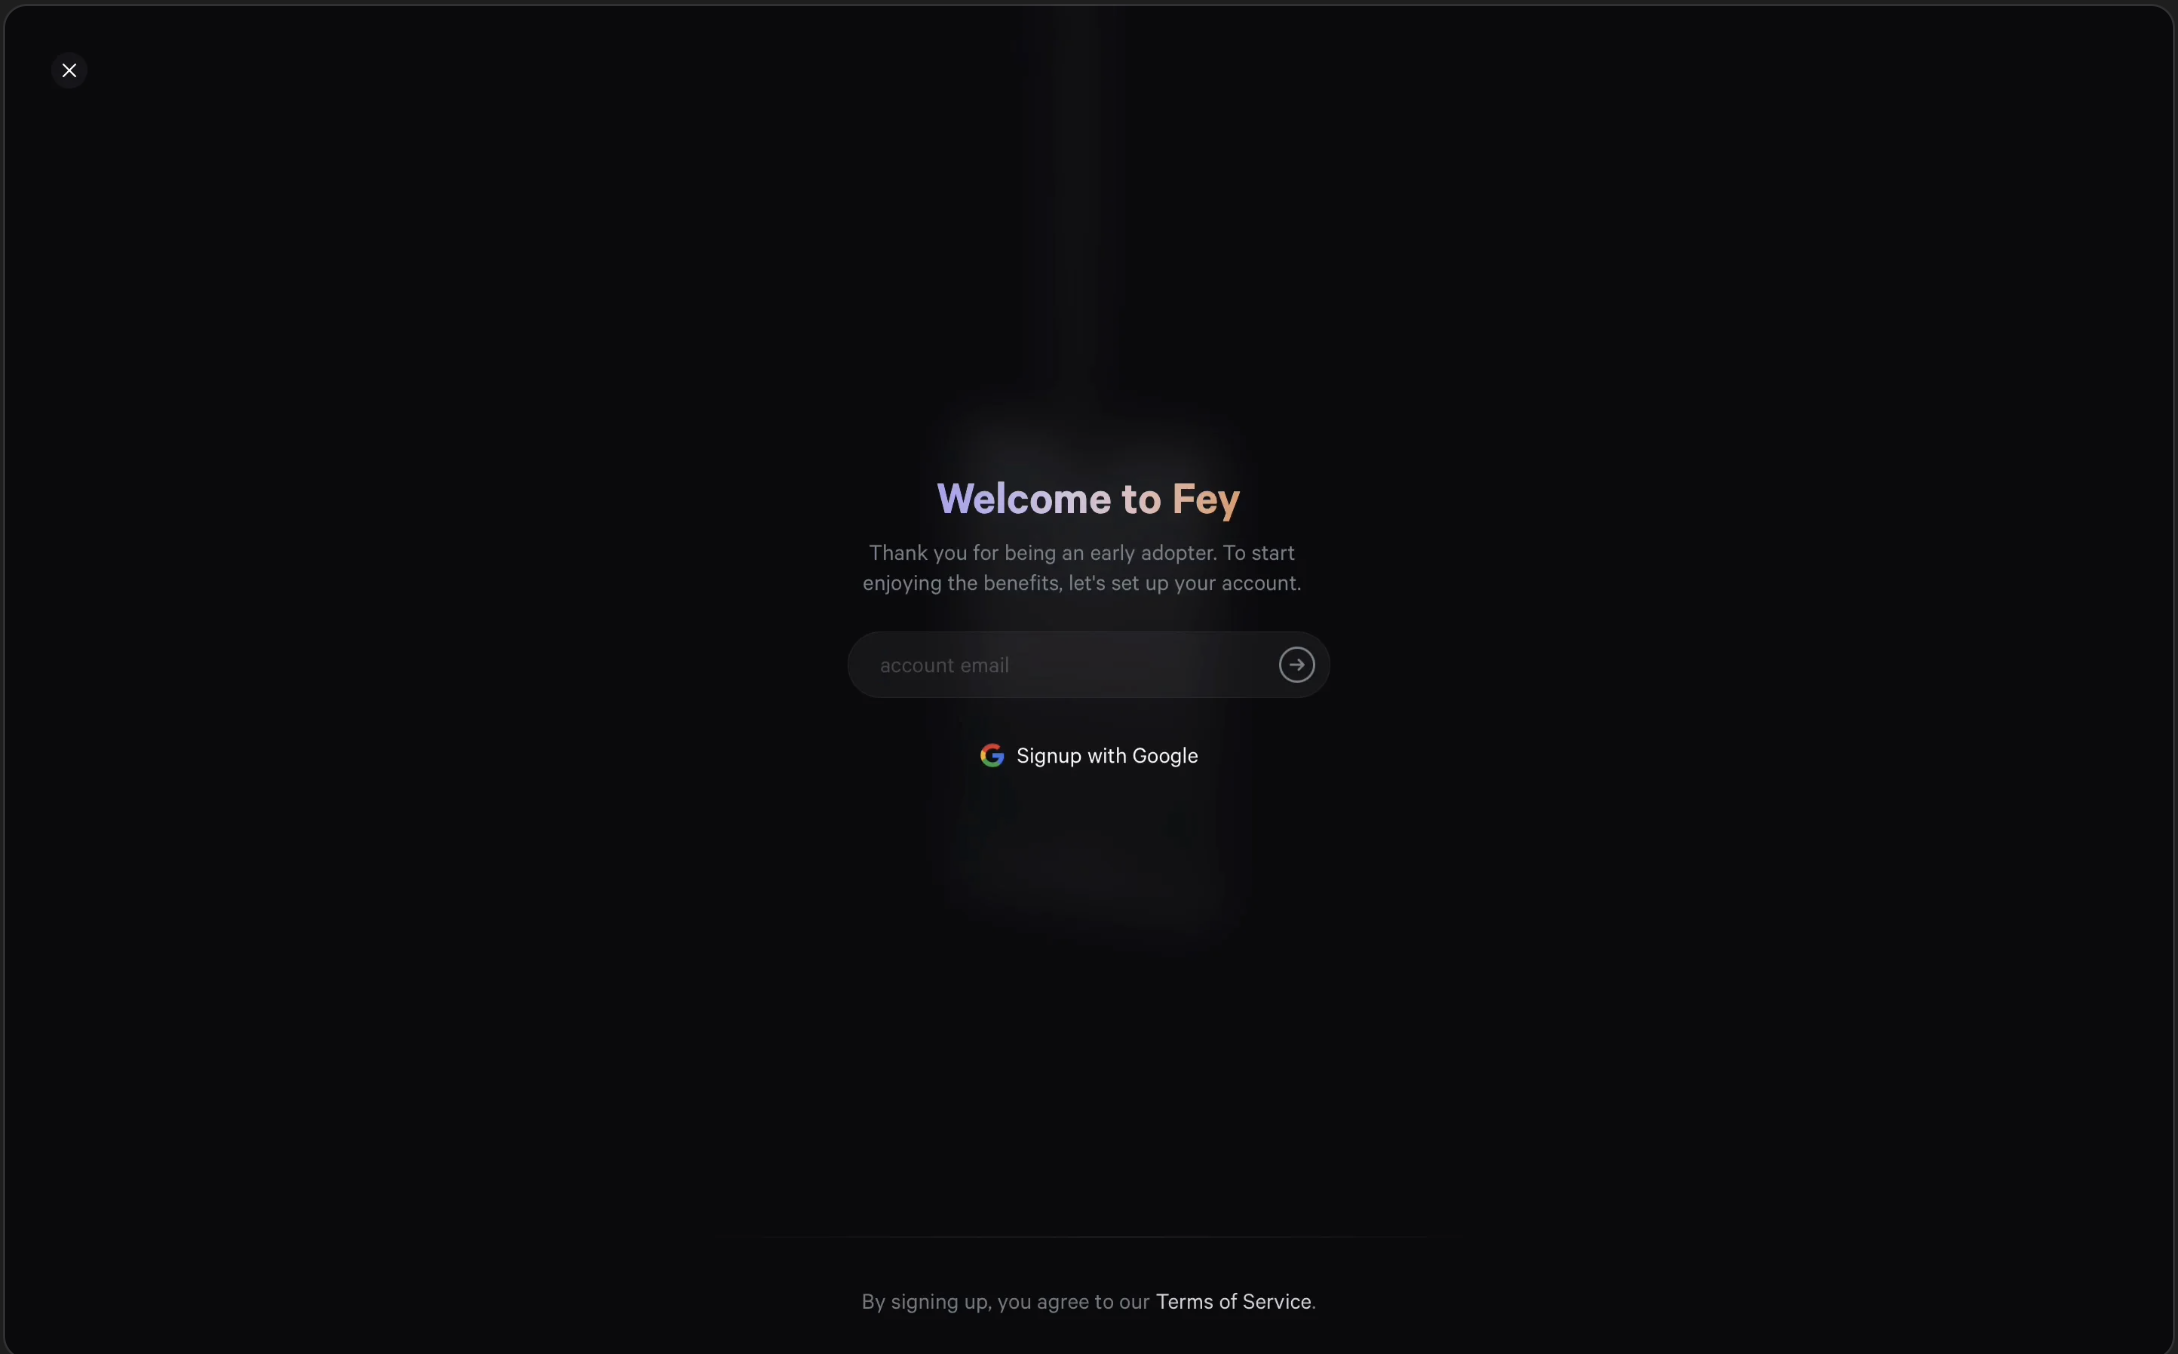 Welcome to Fey
Thank you for being an early adopter. To start
enjoying the benefits, let's set up your account.
account email
Signup with Google
By signing up, you agree to our Terms of Service.